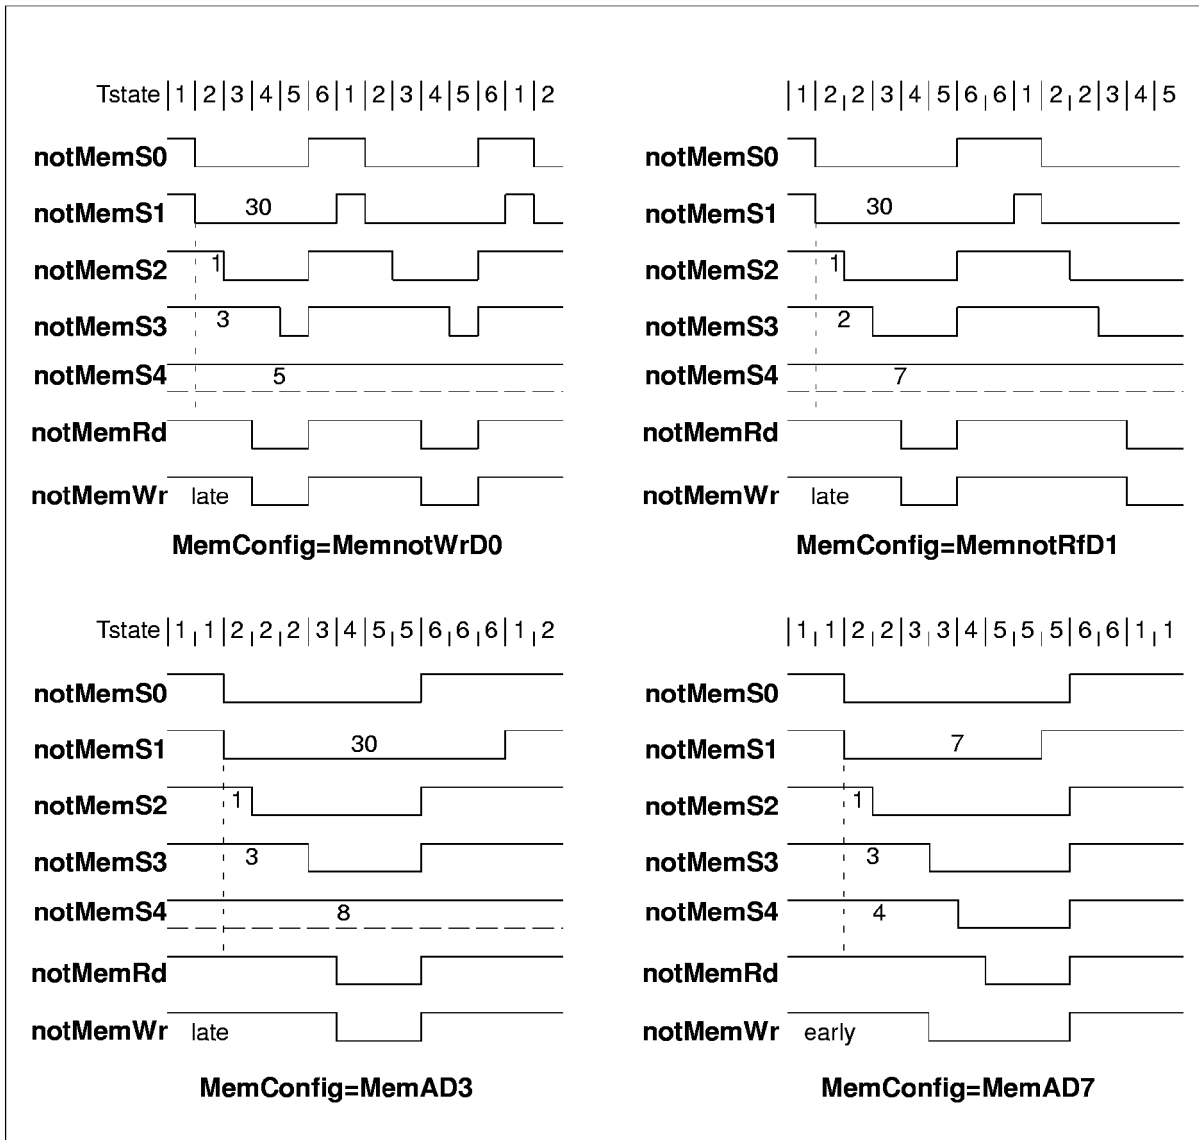 Tstate |1|2|3|4|5|6|1|2|3|4|5|6|1|2
notMemS0
notMemS1 30
notMemS2 1
notMemS3 3
notMemS4 5
notMemRd
notMemWr late
MemConfig=MemnotWrD0
|1|2|2|3|4|5|6|6|1|2|2|3|4|5
notMemS0
notMemS1 30
notMemS2 1
notMemS3 2
notMemS4 7
notMemRd
notMemWr late
MemConfig=MemnotRfD1
Tstate |1|1|2|2|2|3|4|5|5|6|6|6|1|2
notMemS0
notMemS1 30
notMemS2 1
notMemS3 3
notMemS4 8
notMemRd
notMemWr late
MemConfig=MemAD3
|1|1|2|2|3|3|4|5|5|5|6|6|1|1
notMemS0
notMemS1 7
notMemS2 1
notMemS3 3
notMemS4 4
notMemRd
notMemWr early
MemConfig=MemAD7